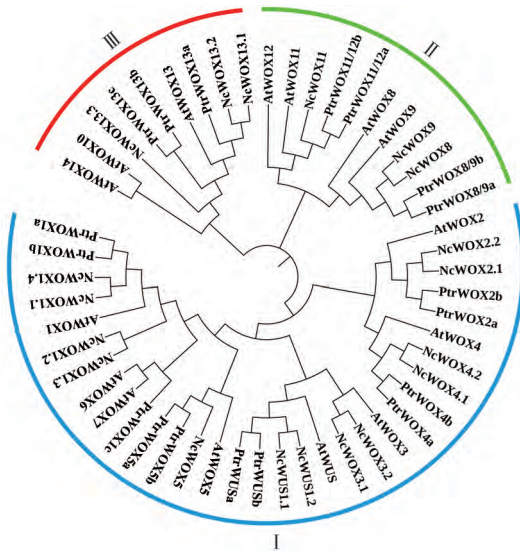 III
II
I
AtWOX14
AtWOX10
NcWOX13.3
PtrWOX13c
PtrWOX13b
AtWOX13
PtrWOX13a
NcWOX13.2
NcWOX13.1
AtWOX12
AtWOX11
NcWOX11
PtrWOX11/12b
PtrWOX11/12a
AtWOX8
AtWOX9
NcWOX9
NcWOX8
PtrWOX8/9b
PtrWOX8/9a
AtWOX2
NcWOX2.2
NcWOX2.1
PtrWOX2b
PtrWOX2a
AtWOX4
NcWOX4.2
NcWOX4.1
PtrWOX4b
PtrWOX4a
AtWOX3
NcWOX3.2
NcWOX3.1
AtWUS
NcWUS1.2
NcWUS1.1
PtrWUSb
PtrWUSa
AtWOX5
NcWOX5
PtrWOX5b
PtrWOX5a
PtrWOX1c
AtWOX7
AtWOX6
NcWOX1.3
NcWOX1.2
AtWOX1
NcWOX1.1
NcWOX1.4
PtrWOX1b
PtrWOX1a